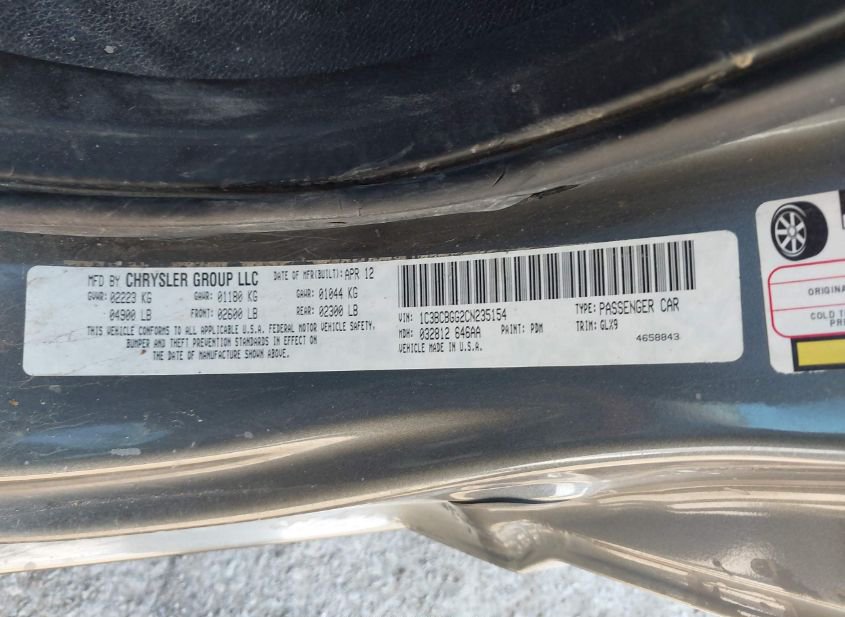 MFD BY CHRYSLER GROUP LLC DATE OF MFR(BUILT): APR 12
GVWR: 02223 KG GAWR: 01180 KG GAWR: 01044 KG
04900 LB FRONT: 02600 LB REAR: 02300 LB
THIS VEHICLE CONFORMS TO ALL APPLICABLE U.S.A. FEDERAL MOTOR VEHICLE SAFETY,
BUMPER AND THEFT PREVENTION STANDARDS IN EFFECT ON
THE DATE OF MANUFACTURE SHOWN ABOVE.
VIN: 1C3BCBGG2CN235154 TYPE: PASSENGER CAR
MDH: 032812 646AA PAINT: PDM TRIM: GLX9
VEHICLE MADE IN U.S.A. 4658843
ORIGINA
COLD T
PR